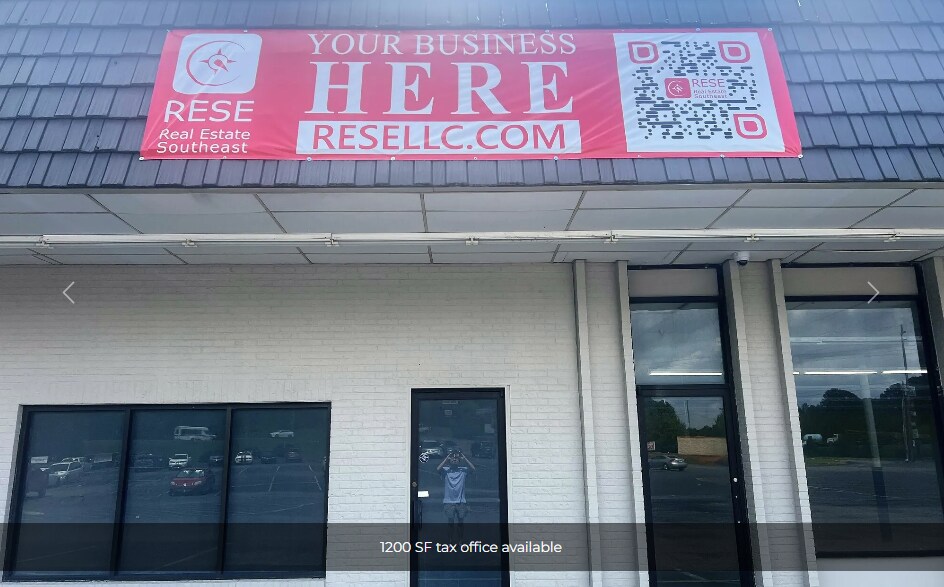 RESE
Real Estate
Southeast
YOUR BUSINESS
HERE
RESELLC.COM
RESE
Real Estate
Southeast
1200 SF tax office available